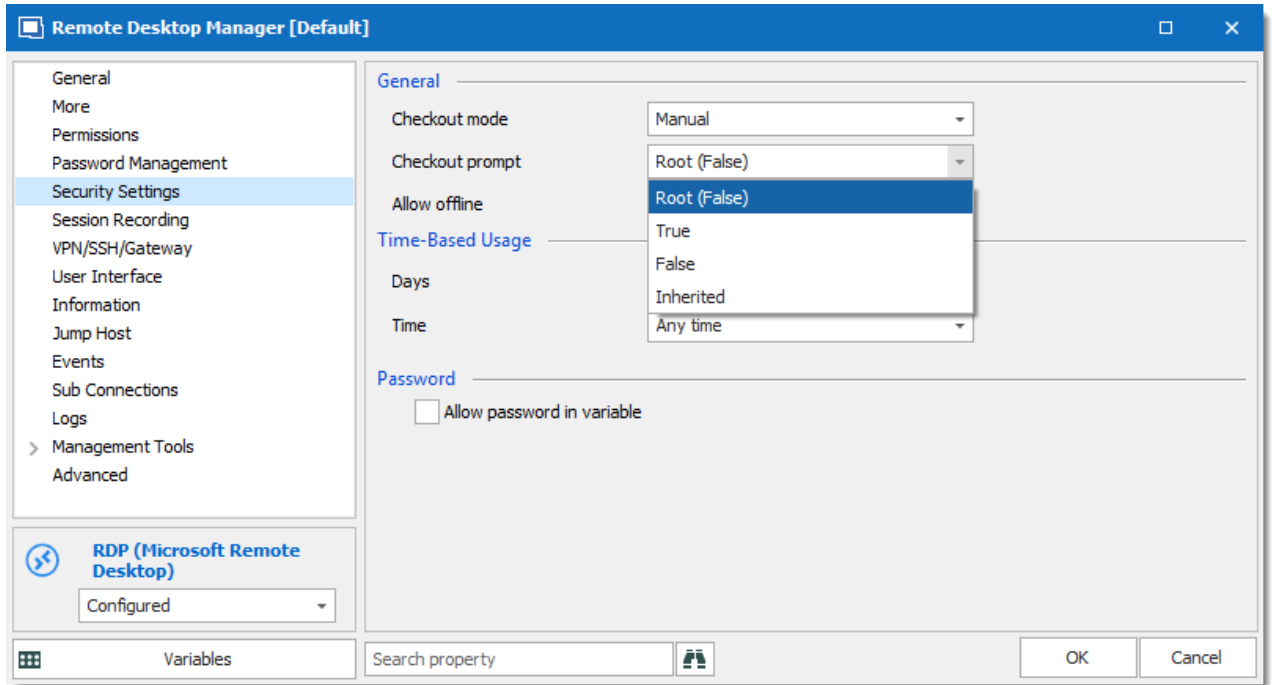 Remote Desktop Manager [Default]
General
More
Permissions
Password Management
Security Settings
Session Recording
VPN/SSH/Gateway
User Interface
Information
Jump Host
Events
Sub Connections
Logs
Management Tools
Advanced
RDP (Microsoft Remote
Desktop)
Configured
Variables
General
Checkout mode Manual
Checkout prompt Root (False)
Root (False)
True
False
Inherited
Allow offline
Time-Based Usage
Days
Time Any time
Password
Allow password in variable
Search property
OK
Cancel